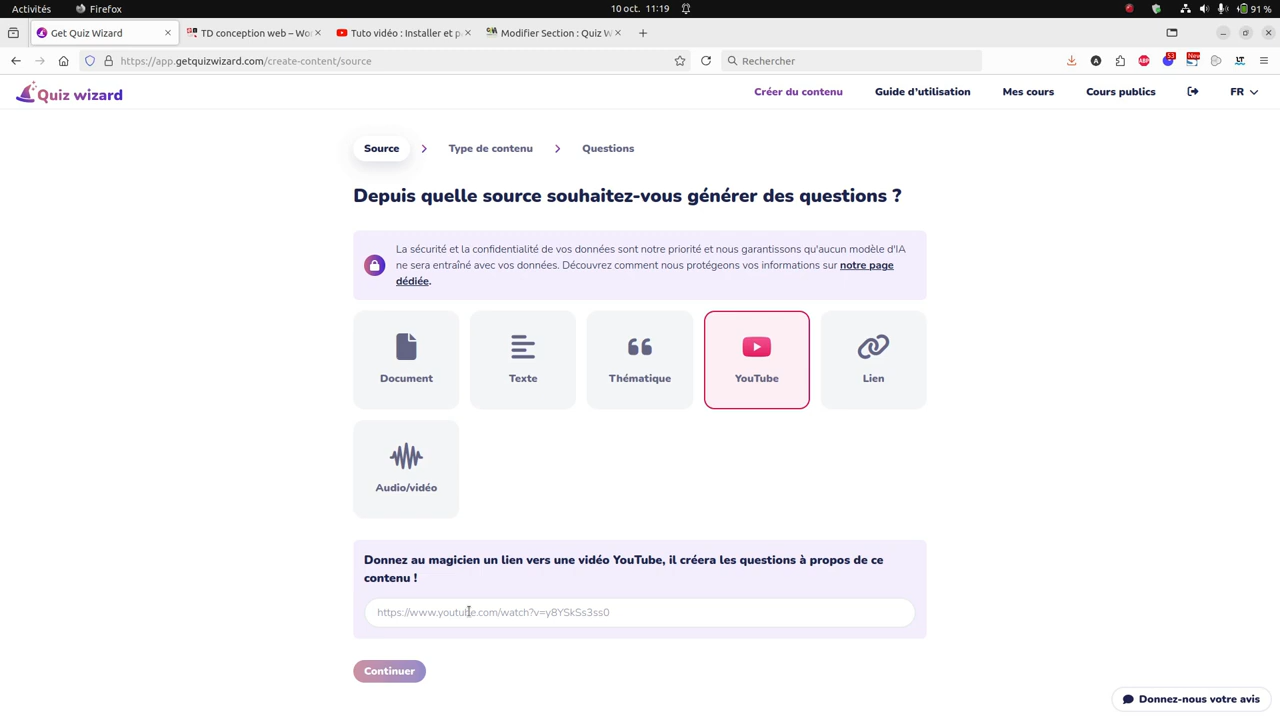 Activités
Firefox
10 oct. 11:19
91 %
Get Quiz Wizard
TD conception web – Wo
Tuto vidéo : Installer et p
Modifier Section : Quiz W
https://app.getquizwizard.com/create-content/source
Rechercher
ABP
53
New
LT
Quiz wizard
Créer du contenu
Guide d’utilisation
Mes cours
Cours publics
FR
Source
Type de contenu
Questions
Depuis quelle source souhaitez-vous générer des questions ?
La sécurité et la confidentialité de vos données sont notre priorité et nous garantissons qu'aucun modèle d'IA
ne sera entraîné avec vos données. Découvrez comment nous protégeons vos informations sur notre page
dédiée.
Document
Texte
Thématique
YouTube
Lien
Audio/vidéo
Donnez au magicien un lien vers une vidéo YouTube, il créera les questions à propos de ce
contenu !
https://www.youtube.com/watch?v=y8YSkSs3ss0
Continuer
Donnez-nous votre avis